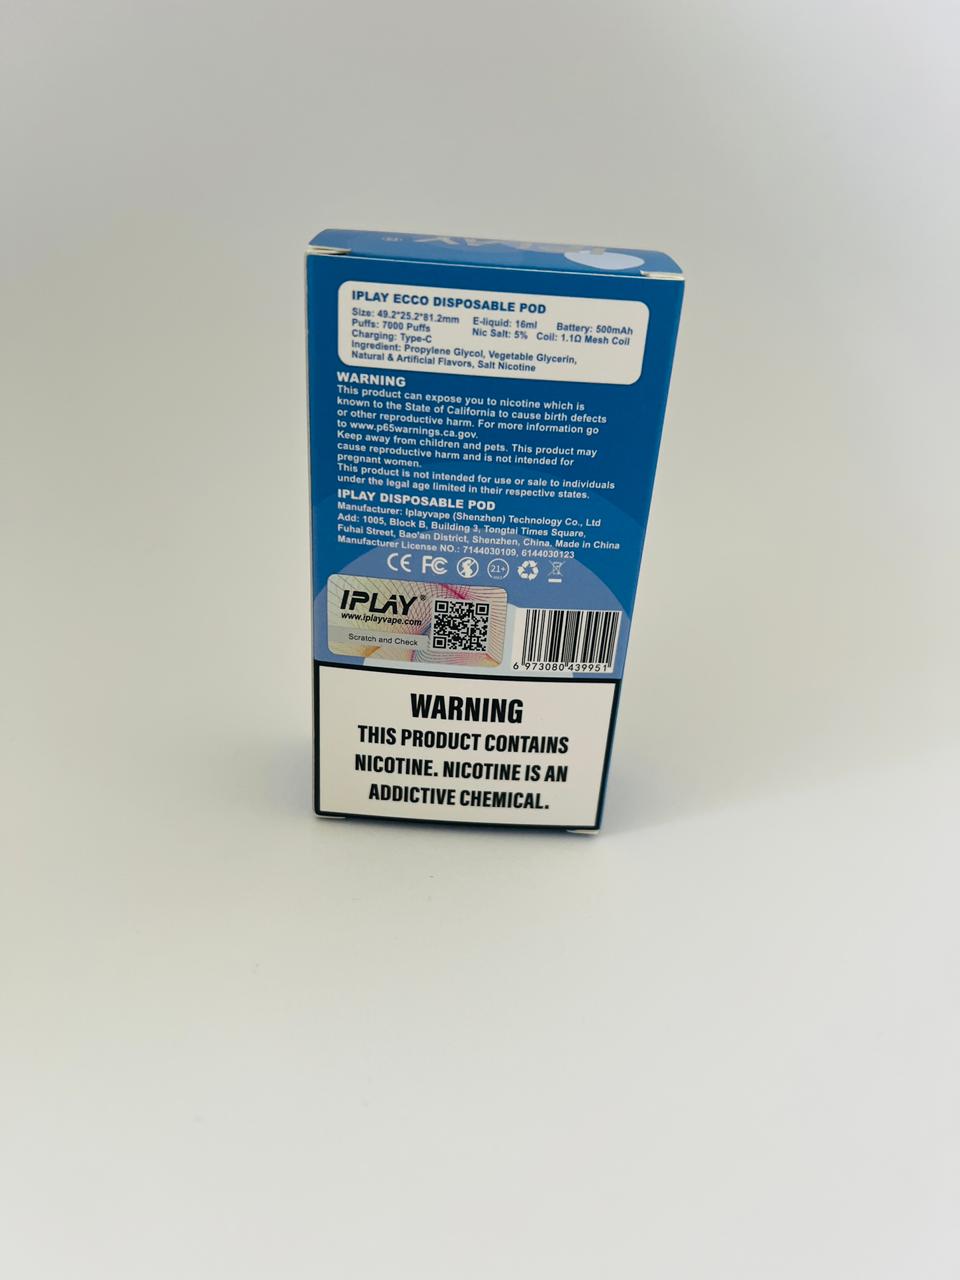 IPLAY
IPLAY ECCO DISPOSABLE POD
Size: 49.2*25.2*81.2mm E-liquid: 16ml Battery: 500mAh
Puffs: 7000 Puffs Nic Salt: 5% Coil: 1.1Ω Mesh Coil
Charging: Type-C
Ingredient: Propylene Glycol, Vegetable Glycerin,
Natural & Artificial Flavors, Salt Nicotine
WARNING
This product can expose you to nicotine which is
known to the State of California to cause birth defects
or other reproductive harm. For more information go
to www.p65warnings.ca.gov.
Keep away from children and pets. This product may
cause reproductive harm and is not intended for
pregnant women.
This product is not intended for use or sale to individuals
under the legal age limited in their respective states.
IPLAY DISPOSABLE POD
Manufacturer: Iplayvape (Shenzhen) Technology Co., Ltd
Add: 1005, Block B, Building 3, Tongtai Times Square,
Fuhai Street, Bao'an District, Shenzhen, China. Made in China
Manufacturer License NO.: 7144030109, 6144030123
CE FC 21+
IPLAY®
www.iplayvape.com
Scratch and Check
6 973080 439951
WARNING
THIS PRODUCT CONTAINS
NICOTINE. NICOTINE IS AN
ADDICTIVE CHEMICAL.